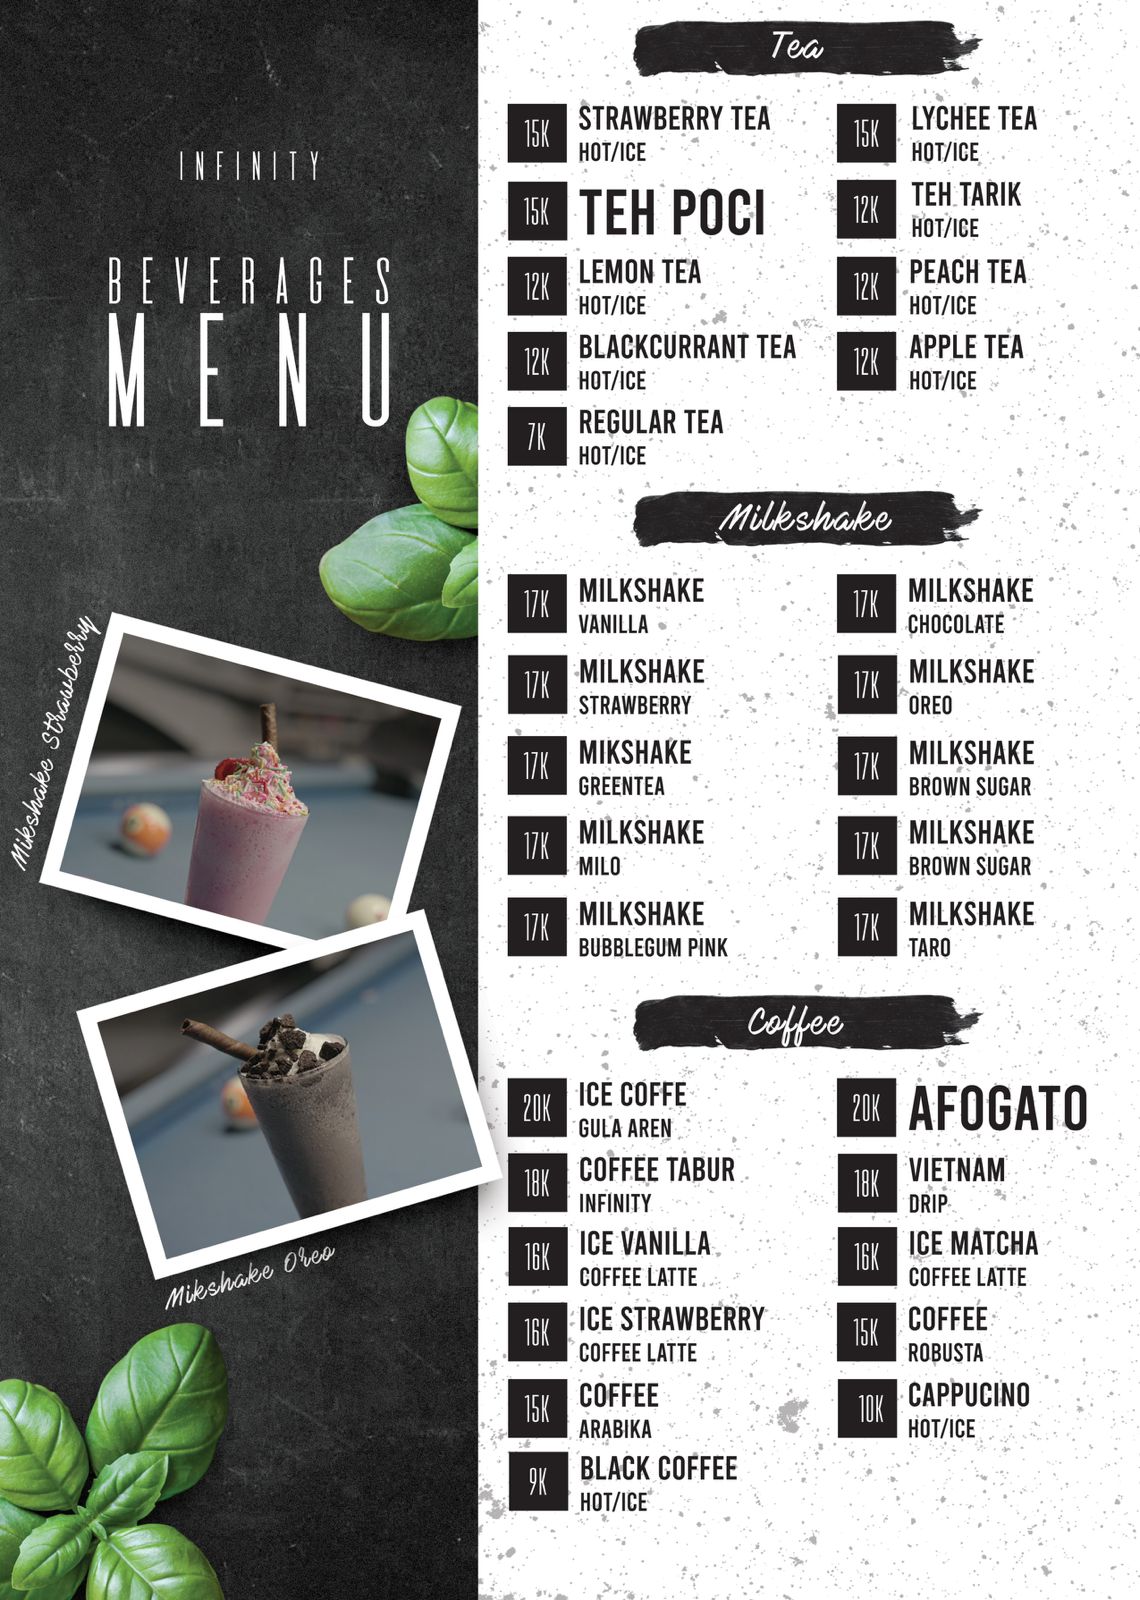 INFINITY
BEVERAGES
MENU
Mikshake Strawberry
Mikshake Oreo
Tea
15K STRAWBERRY TEA
HOT/ICE
15K LYCHEE TEA
HOT/ICE
15K TEH POCI
12K TEH TARIK
HOT/ICE
12K LEMON TEA
HOT/ICE
12K PEACH TEA
HOT/ICE
12K BLACKCURRANT TEA
HOT/ICE
12K APPLE TEA
HOT/ICE
7K REGULAR TEA
HOT/ICE
Milkshake
17K MILKSHAKE
VANILLA
17K MILKSHAKE
CHOCOLATE
17K MILKSHAKE
STRAWBERRY
17K MILKSHAKE
OREO
17K MIKSHAKE
GREENTEA
17K MILKSHAKE
BROWN SUGAR
17K MILKSHAKE
MILO
17K MILKSHAKE
BROWN SUGAR
17K MILKSHAKE
BUBBLEGUM PINK
17K MILKSHAKE
TARO
Coffee
20K ICE COFFE
GULA AREN
20K AFOGATO
18K COFFEE TABUR
INFINITY
18K VIETNAM
DRIP
16K ICE VANILLA
COFFEE LATTE
16K ICE MATCHA
COFFEE LATTE
16K ICE STRAWBERRY
COFFEE LATTE
15K COFFEE
ROBUSTA
15K COFFEE
ARABIKA
10K CAPPUCINO
HOT/ICE
9K BLACK COFFEE
HOT/ICE